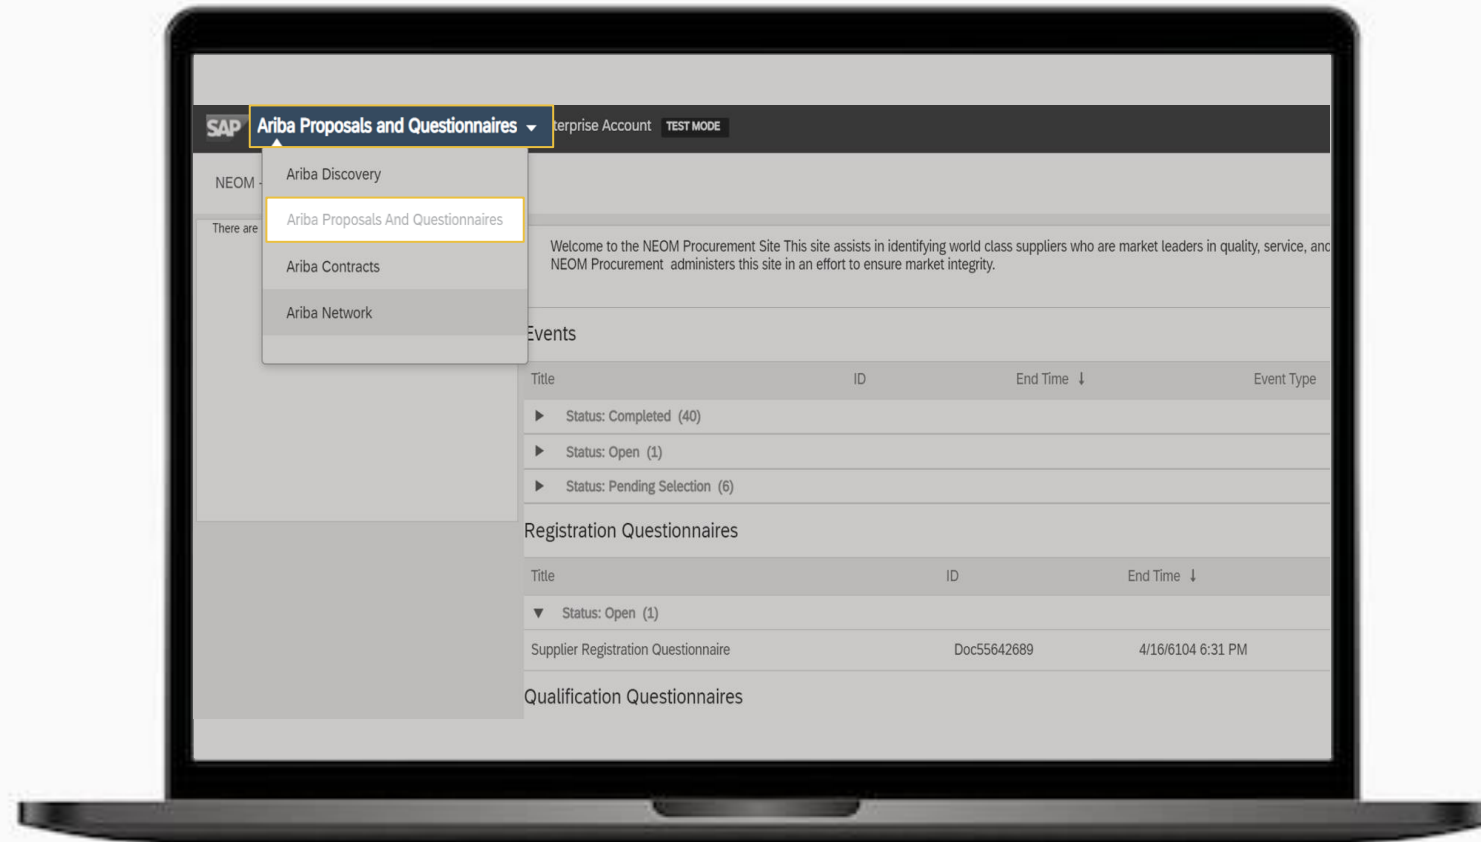 SAP Ariba Proposals and Questionnaires Enterprise Account TEST MODE
Ariba Discovery
NEOM -
Ariba Proposals And Questionnaires
There are
Ariba Contracts
Ariba Network
Welcome to the NEOM Procurement Site This site assists in identifying world class suppliers who are market leaders in quality, service, and
NEOM Procurement administers this site in an effort to ensure market integrity.
Events
Title ID End Time ↓ Event Type
Status: Completed (40)
Status: Open (1)
Status: Pending Selection (6)
Registration Questionnaires
Title ID End Time ↓
Status: Open (1)
Supplier Registration Questionnaire Doc55642689 4/16/6104 6:31 PM
Qualification Questionnaires